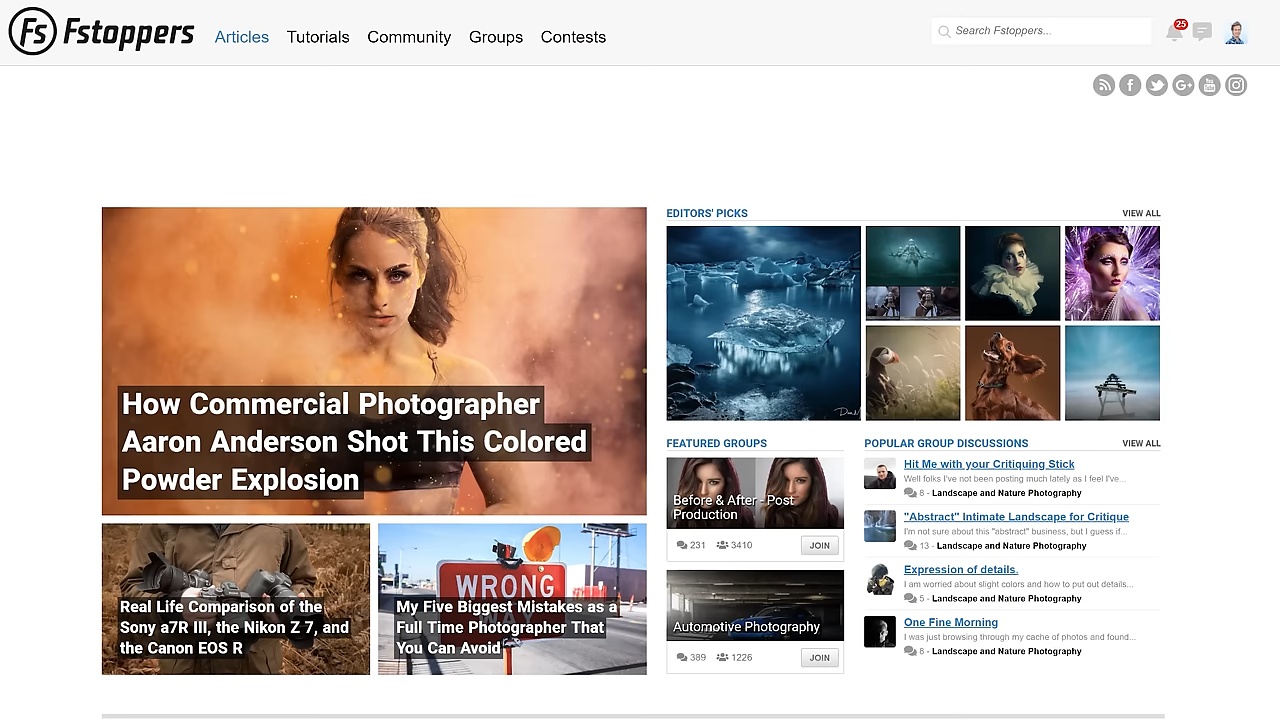 Fs Fstoppers
Articles Tutorials Community Groups Contests
Search Fstoppers...
25
How Commercial Photographer
Aaron Anderson Shot This Colored
Powder Explosion
WRONG
Real Life Comparison of the
Sony a7R III, the Nikon Z 7, and
the Canon EOS R
My Five Biggest Mistakes as a
Full Time Photographer That
You Can Avoid
EDITORS' PICKS
VIEW ALL
FEATURED GROUPS
Before & After - Post
Production
231 3410 JOIN
Automotive Photography
389 1226 JOIN
POPULAR GROUP DISCUSSIONS
VIEW ALL
Hit Me with your Critiquing Stick
Well folks I've not been posting much lately as I feel I've...
8 - Landscape and Nature Photography
"Abstract" Intimate Landscape for Critique
I'm not sure about this "abstract" business, but I guess if...
13 - Landscape and Nature Photography
Expression of details.
I am worried about slight colors and how to put out details...
5 - Landscape and Nature Photography
One Fine Morning
I was just browsing through my cache of photos and found...
8 - Landscape and Nature Photography